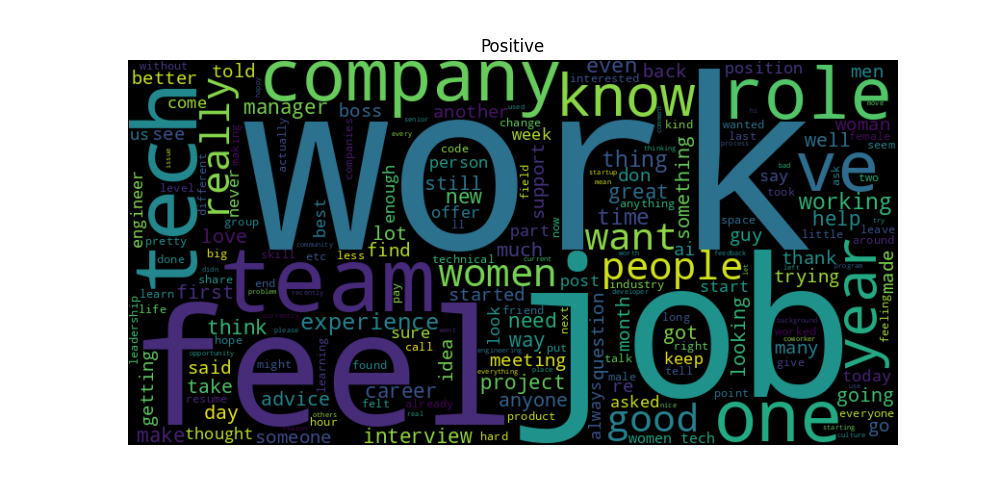 Positive
without
better
come
us see
tech
really
told
company
manager
boss
another
know
interested
even
back
position
role
men
move
woman
female
seem
work
week
change
kind
senior
used
every
code
person
still
new
offer
ll
field
support
part
now
much
thing
don
great
anything
time
something
startup
mean
thinking
wanted
last
process
well
say
took
ve
ask
two
working
help
try
leave
around
little
space
guy
ai
want
engineer
done
level
pretty
different
never
making
actually
companies
enough
best
group
love
lot
find
big
etc
less
skill
community
technical
current
share
learn
life
first
end
problem
recently
team
pay
women
started
post
people
industry
developer
worth
feedback
let
start
thank
trying
left
program
year
made
feeling
leadership
think
hope
please
experience
sure
call
idea
look
friend
need
way
next
meeting
put
engineering
everything
place
project
anyone
product
hard
feel
job
question
always
month
talk
male
re
asked
nice
got
right
keep
tell
long
looking
point
background
worked
coworker
many
give
today
going
everyone
go
use
starting
culture
getting
said
take
opportunity
resume
day
make
thought
someone
might
learning
found
advice
others
hour
felt
career
already
real
went
interview
good
women tech
one